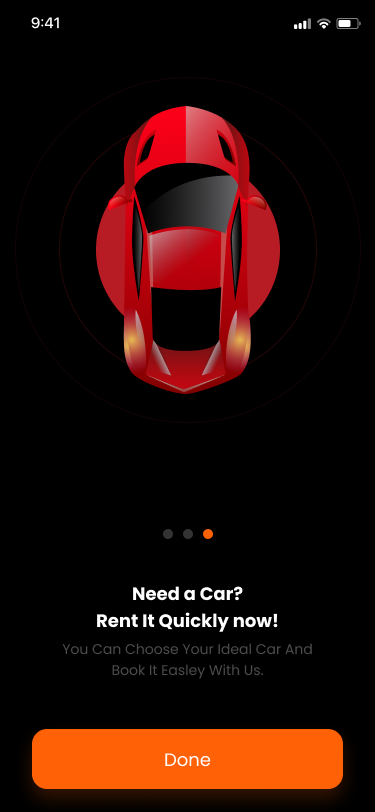 9:41
Need a Car?
Rent It Quickly now!
You Can Choose Your Ideal Car And
Book It Easley With Us.
Done